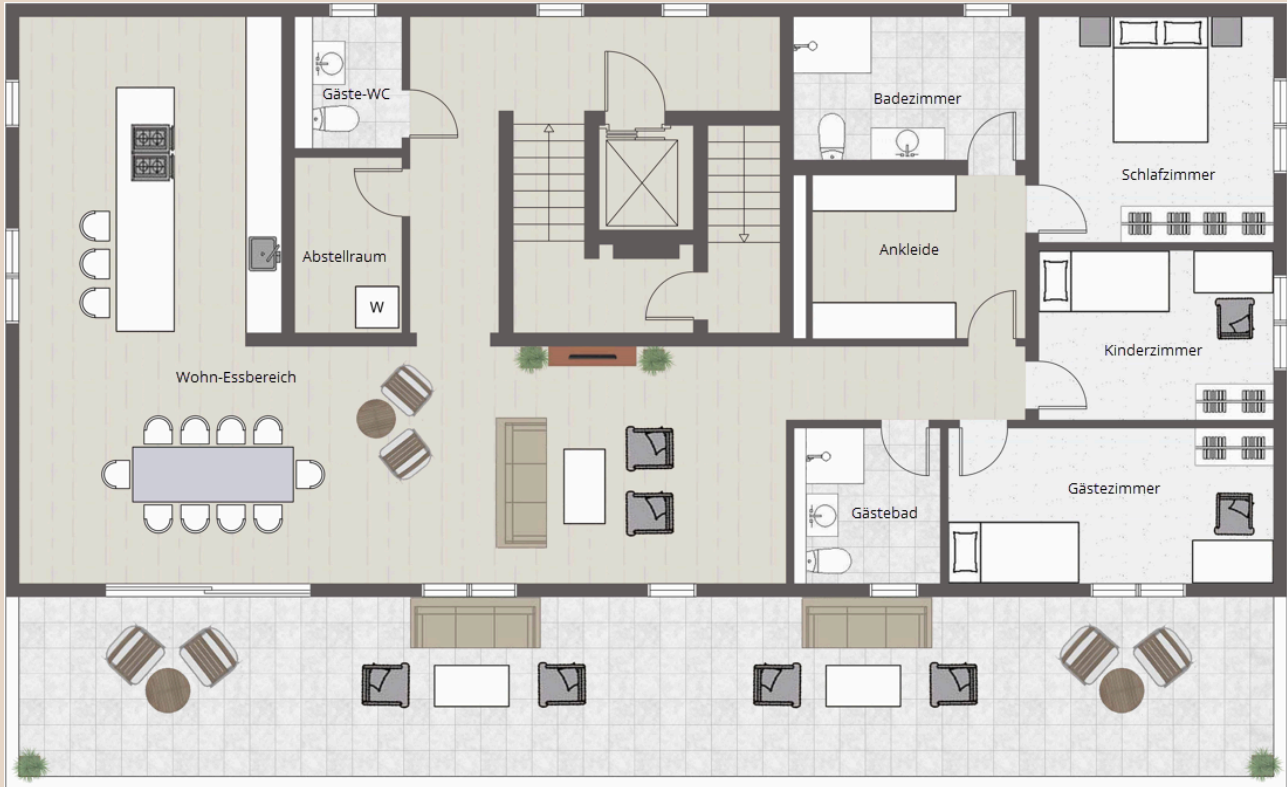 Gäste-WC
Badezimmer
Schlafzimmer
Abstellraum
Ankleide
W
Kinderzimmer
Wohn-Essbereich
Gästezimmer
Gästebad